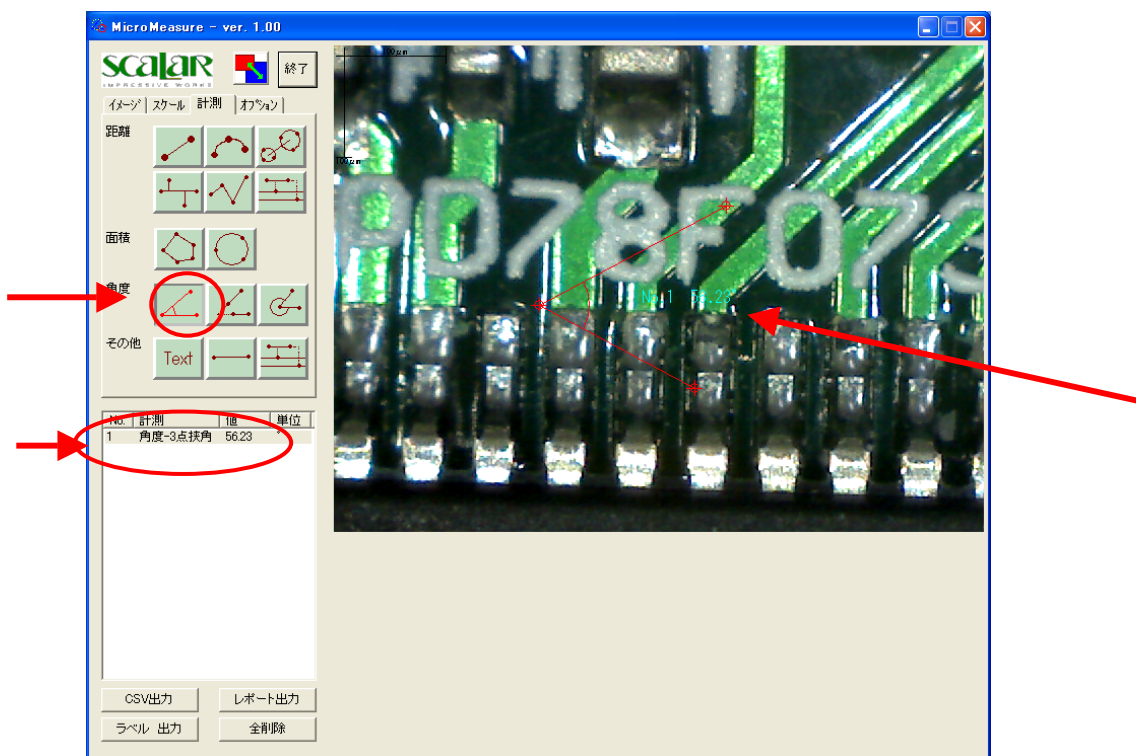 MicroMeasure - ver. 1.00
scalar
IMPRESSIVE WORKS
終了
イメージ スケール 計測 オプション
距離
面積
角度
その他
Text
No. 計測 値 単位
1 角度-3点挟角 56.23 °
CSV出力 レポート出力
ラベル 出力 全削除
100μm
D78F073
No.1 56.23°